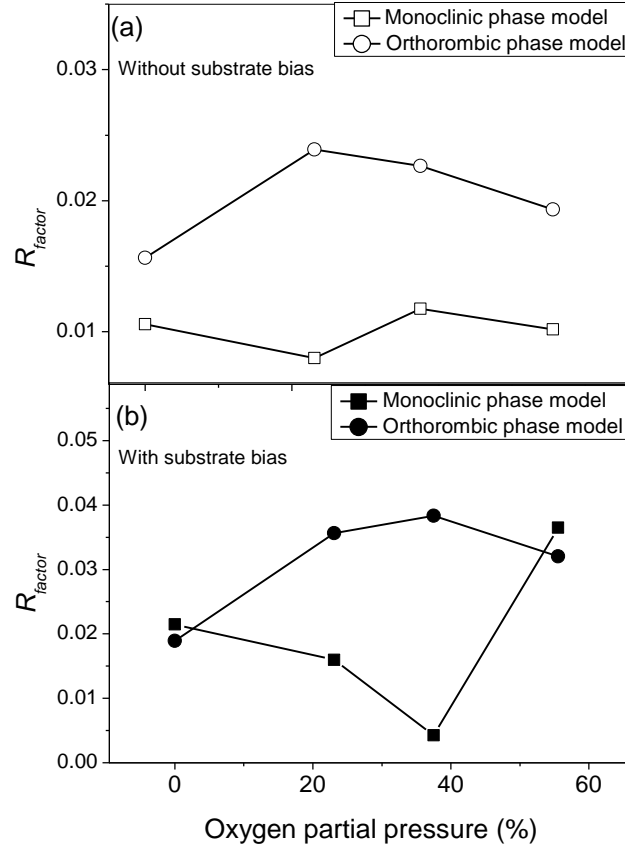 (a)
Monoclinic phase model
Orthorombic phase model
Without substrate bias
0.03
0.02
0.01
R_factor
(b)
Monoclinic phase model
Orthorombic phase model
With substrate bias
0.05
0.04
0.03
0.02
0.01
0.00
R_factor
0 20 40 60
Oxygen partial pressure (%)